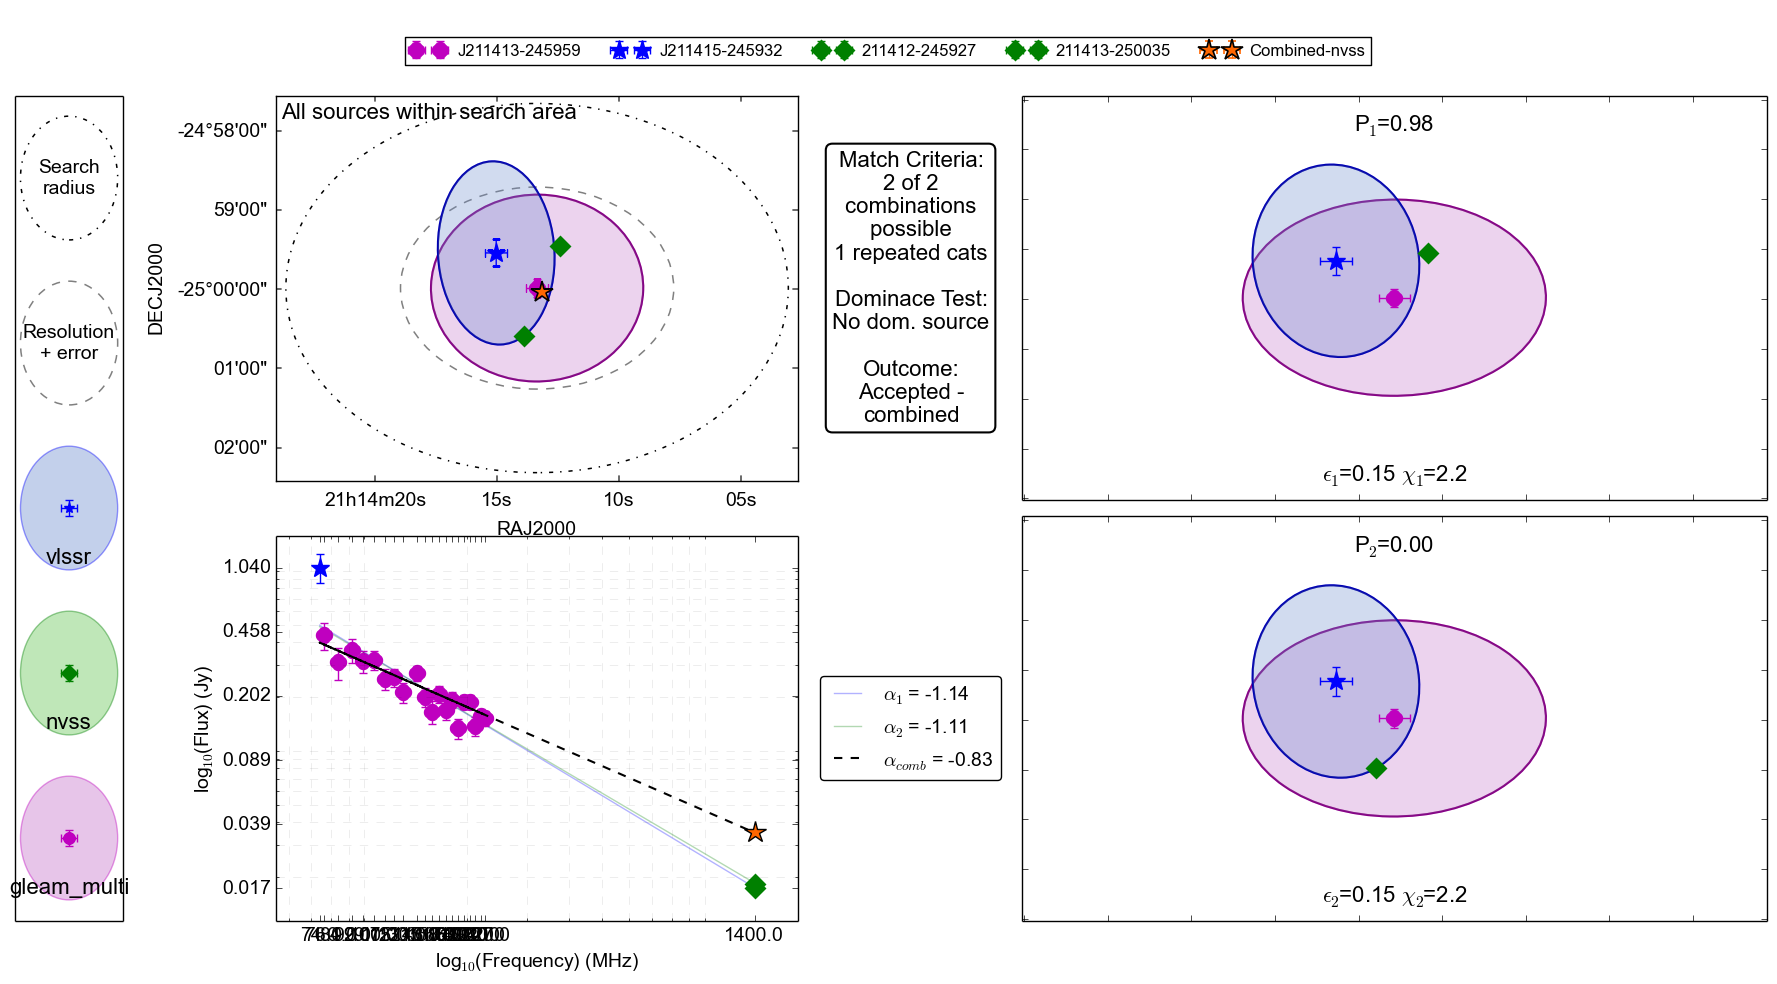 J211413-245959 J211415-245932 211412-245927 211413-250035 Combined-nvss
Search
radius
Resolution
+ error
vlssr
nvss
gleam_multi
All sources within search area
DECJ2000
-24°58'00"
59'00"
-25°00'00"
01'00"
02'00"
21h14m20s 15s 10s 05s
RAJ2000
Match Criteria:
2 of 2
combinations
possible
1 repeated cats
Dominace Test:
No dom. source
Outcome:
Accepted -
combined
P1=0.98
ϵ1=0.15 χ1=2.2
P2=0.00
ϵ2=0.15 χ2=2.2
log10(Flux) (Jy)
1.040
0.458
0.202
0.089
0.039
0.017
1400.0
log10(Frequency) (MHz)
α1 = -1.14
α2 = -1.11
αcomb = -0.83